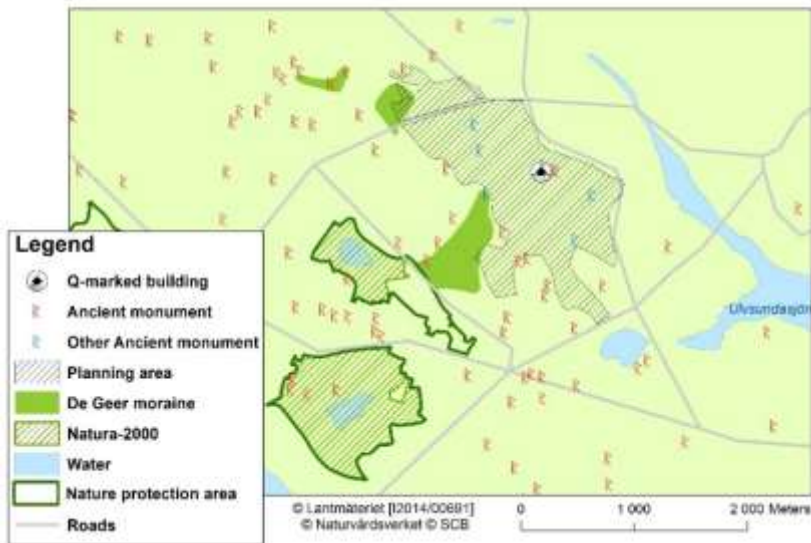 Legend
Q-marked building
Ancient monument
Other Ancient monument
Planning area
De Geer moraine
Natura-2000
Water
Nature protection area
Roads
Ulvsundasjön
© Lantmäteriet [I2014/00691]
© Naturvårdsverket © SCB
0 1 000 2 000 Meters